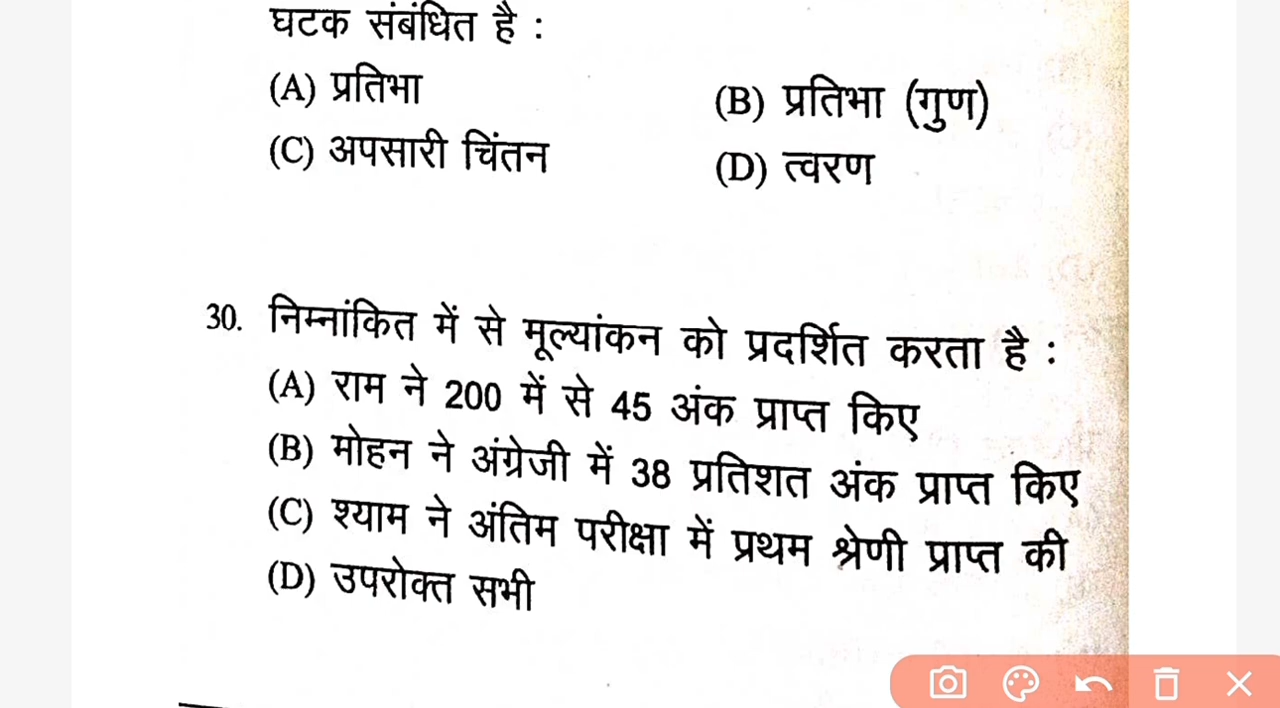 घटक संबंधित है :
(A) प्रतिभा
(B) प्रतिभा (गुण)
(C) अपसारी चिंतन
(D) त्वरण
30. निम्नांकित में से मूल्यांकन को प्रदर्शित करता है :
(A) राम ने 200 में से 45 अंक प्राप्त किए
(B) मोहन ने अंग्रेजी में 38 प्रतिशत अंक प्राप्त किए
(C) श्याम ने अंतिम परीक्षा में प्रथम श्रेणी प्राप्त की
(D) उपरोक्त सभी